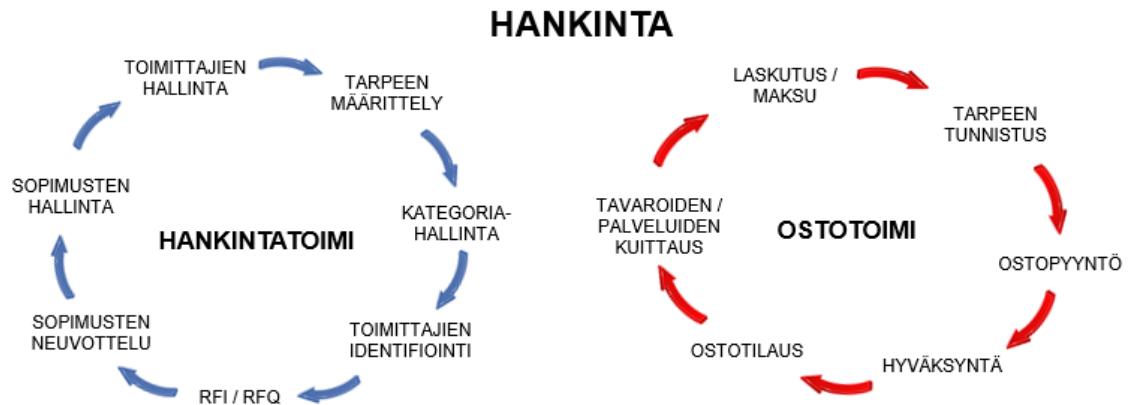 HANKINTA
TOIMITTAJIEN
HALLINTA
TARPEEN
MÄÄRITTELY
KATEGORIA-
HALLINTA
TOIMITTAJIEN
IDENTIFIOINTI
RFI / RFQ
SOPIMUSTEN
NEUVOTTELU
SOPIMUSTEN
HALLINTA
HANKINTATOIMI
LASKUTUS /
MAKSU
TARPEEN
TUNNISTUS
OSTOPYYNTÖ
HYVÄKSYNTÄ
OSTOTILAUS
TAVAROIDEN /
PALVELUIDEN
KUITTAUS
OSTOTOIMI